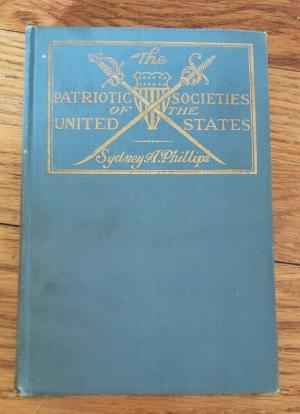 The
PATRIOTIC SOCIETIES
OF THE
UNITED STATES
Sydney A. Phillips